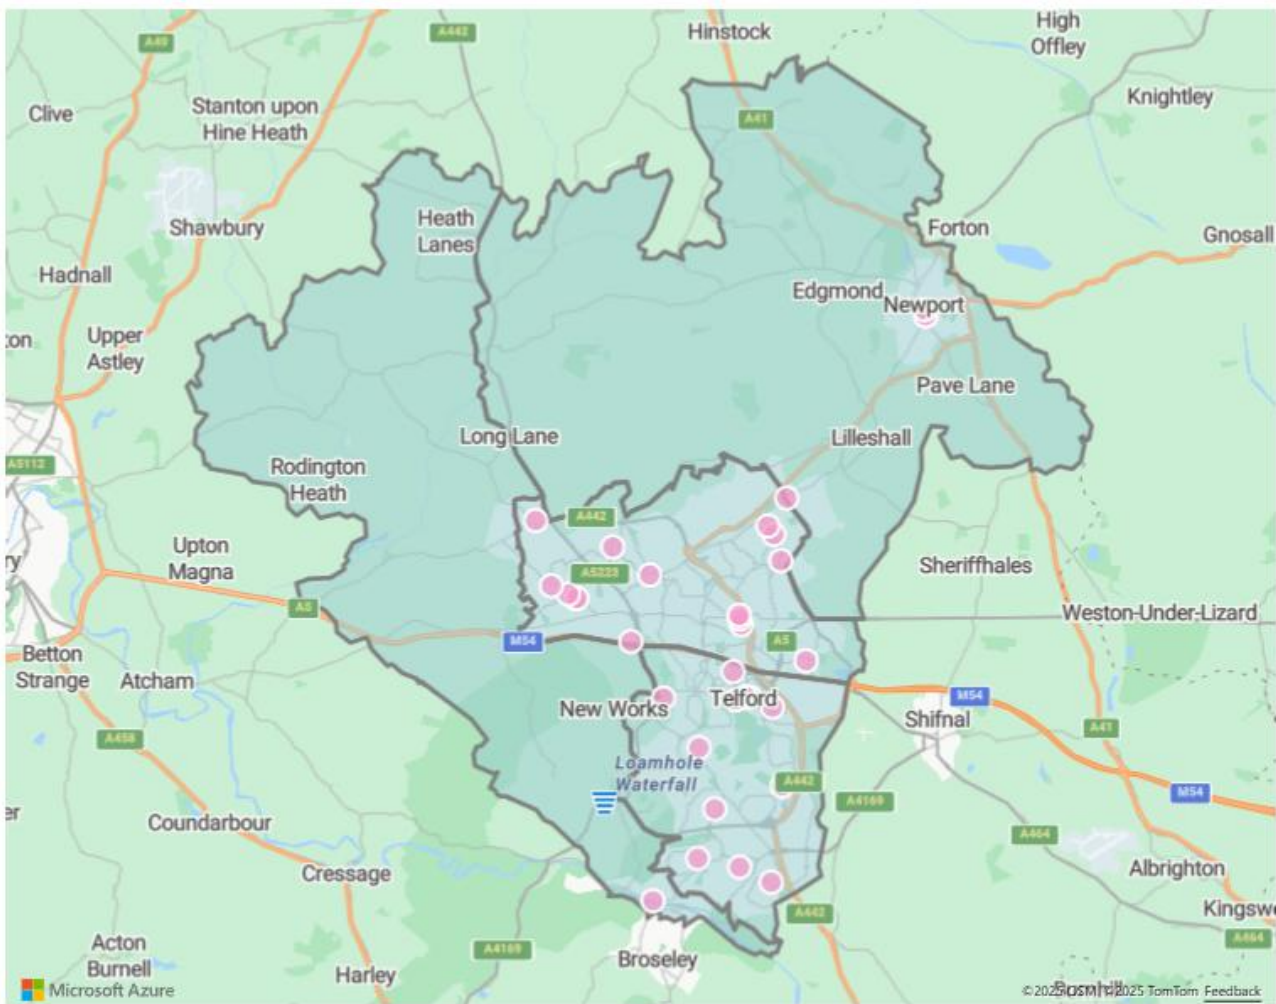 High
Offley
Hinstock
A442
A49
A41
Knightley
Clive
Stanton upon
Hine Heath
Shawbury
Heath
Lanes
Forton
Gnosall
Hadnall
Edgmond
Newport
Upper
Astley
Pave Lane
Long Lane
Lilleshall
A5112
Rodington
Heath
A442
Upton
Magna
A5223
Sheriffhales
A5
Weston-Under-Lizard
M54
A5
Betton
Strange
Atcham
New Works
Telford
M54
Shifnal
A458
A41
Loamhole
Waterfall
A442
A4169
M54
Coundarbour
A464
Cressage
Albrighton
A442
Kingsw
A464
Acton
Burnell
A4169
Broseley
Harley
Microsoft Azure
© 2025 TomTom Feedback